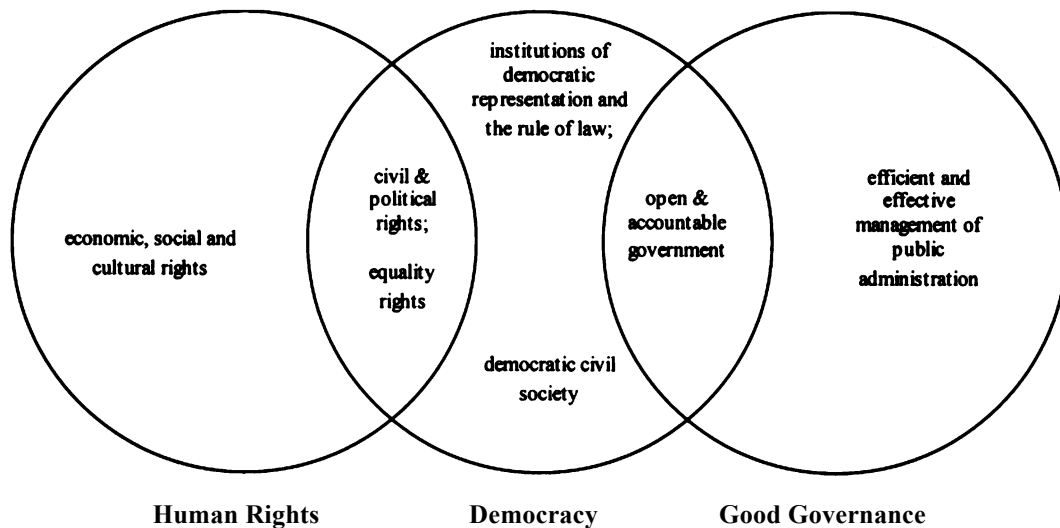 economic, social and
cultural rights
civil &
political
rights;
equality
rights
institutions of
democratic
representation and
the rule of law;
democratic civil
society
open &
accountable
government
efficient and
effective
management of
public
administration
Human Rights
Democracy
Good Governance